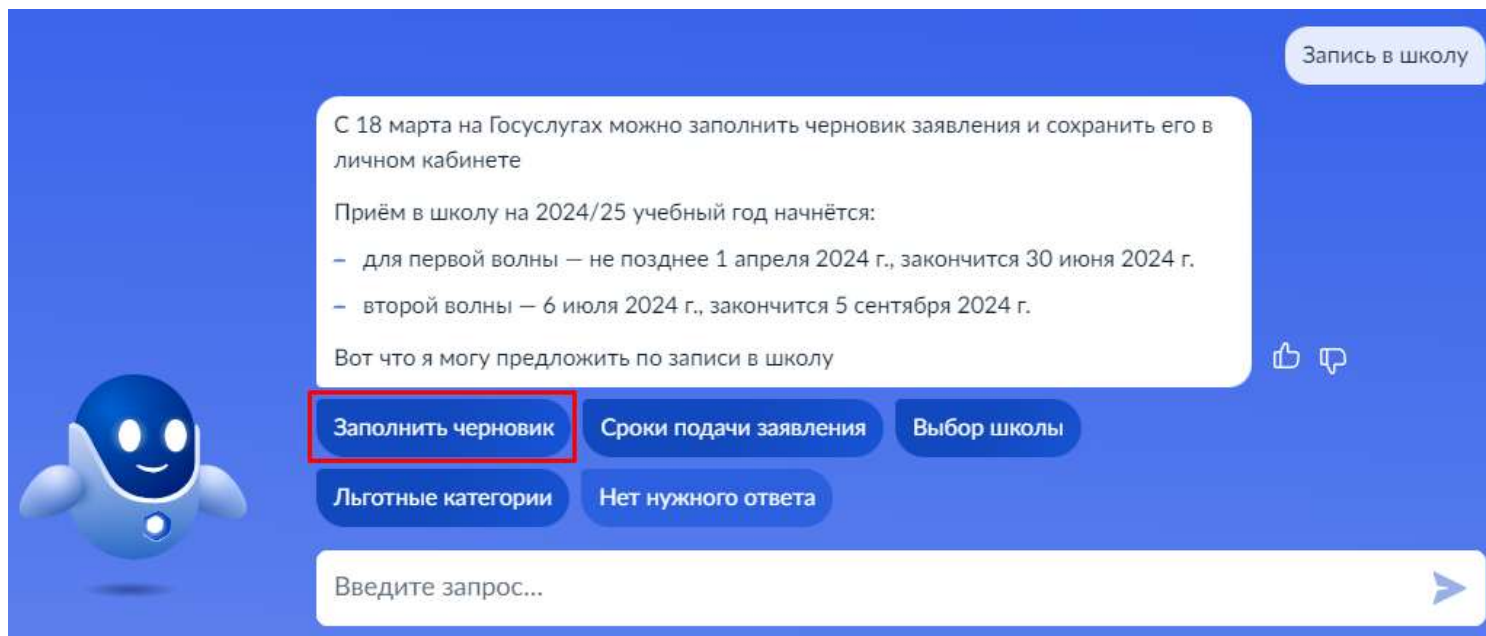 Запись в школу
С 18 марта на Госуслугах можно заполнить черновик заявления и сохранить его в
личном кабинете
Приём в школу на 2024/25 учебный год начнётся:
– для первой волны — не позднее 1 апреля 2024 г., закончится 30 июня 2024 г.
– второй волны — 6 июля 2024 г., закончится 5 сентября 2024 г.
Вот что я могу предложить по записи в школу
Заполнить черновик Сроки подачи заявления Выбор школы
Льготные категории Нет нужного ответа
Введите запрос...